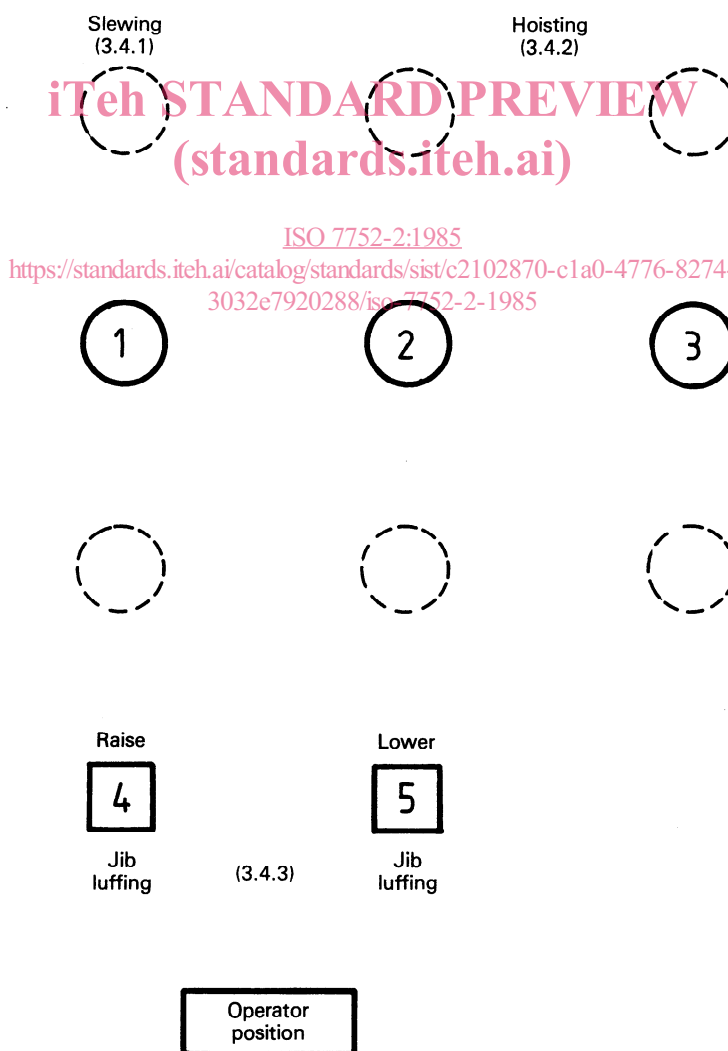 Slewing
(3.4.1)
Hoisting
(3.4.2)
iTeh STANDARD PREVIEW
(standards.iteh.ai)
ISO 7752-2:1985
https://standards.iteh.ai/catalog/standards/sist/c2102870-c1a0-4776-8274-
3032e7920288/iso-7752-2-1985
1
2
3
Raise
Lower
4
5
Jib
luffing
(3.4.3)
Jib
luffing
Operator
position